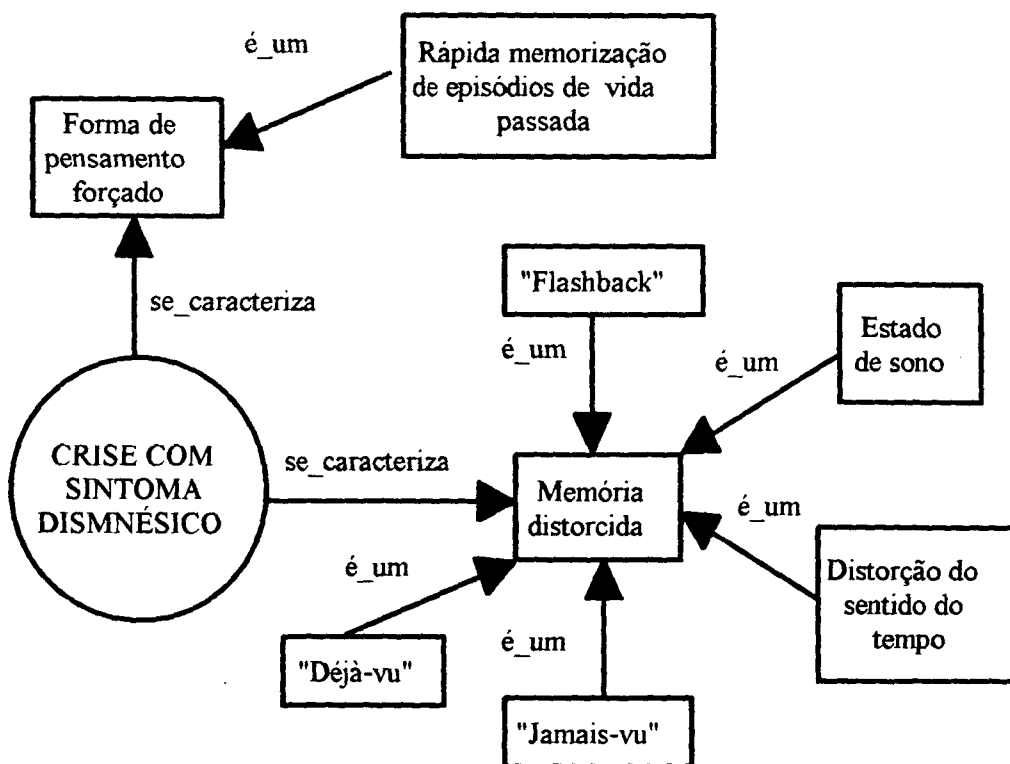 é_um
Rápida memorização
de episódios de vida
passada
Forma de
pensamento
forçado
se_caracteriza
"Flashback"
é_um
Estado
de sono
é_um
CRISE COM
SINTOMA
DISMNÉSICO
se_caracteriza
Memória
distorcida
é_um
Distorção do
sentido do
tempo
é_um
"Déjà-vu"
é_um
"Jamais-vu"